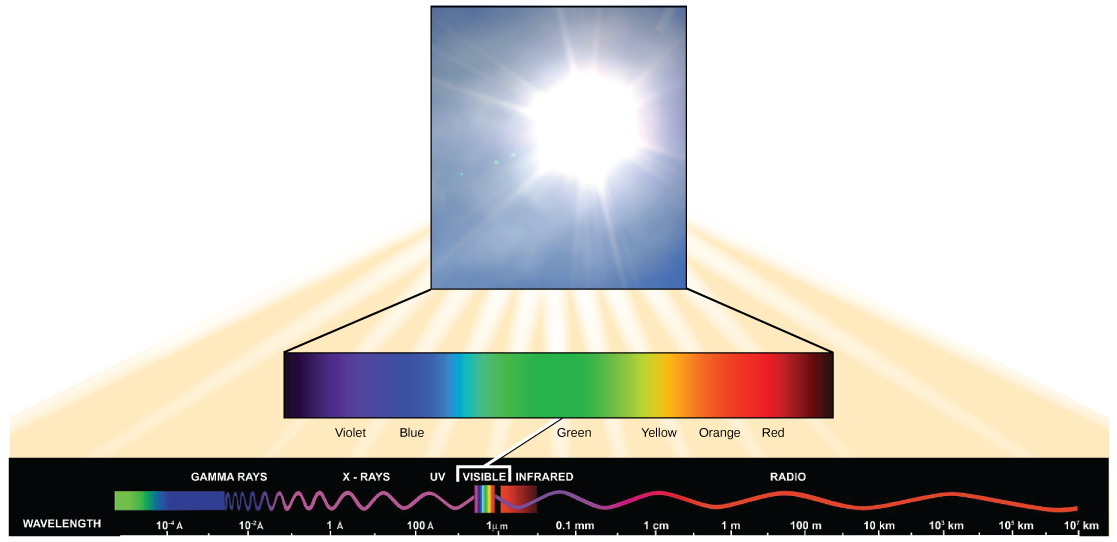 Violet Blue Green Yellow Orange Red
GAMMA RAYS X - RAYS UV VISIBLE INFRARED RADIO
WAVELENGTH 10⁻⁴ A 10⁻² A 1 A 100 A 1μ m 0.1 mm 1 cm 1 m 100 m 10 km 10³ km 10⁵ km 10⁷ km